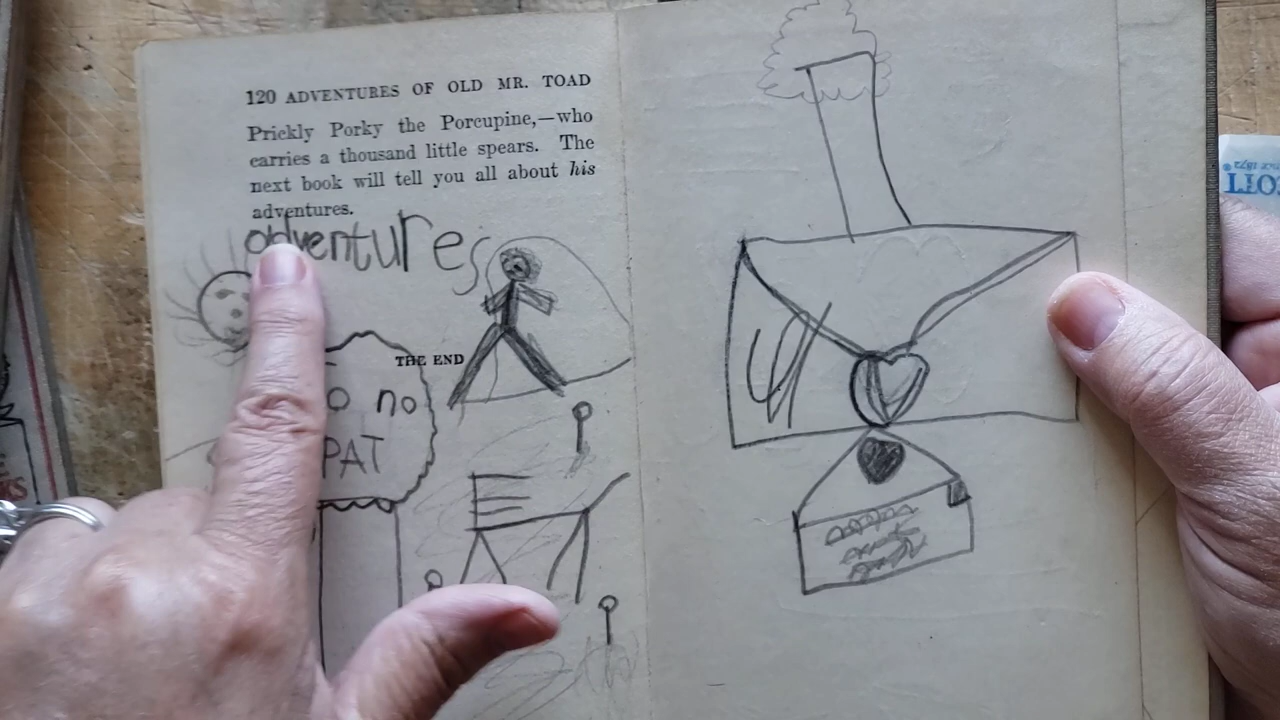 120 ADVENTURES OF OLD MR. TOAD
Prickly Porky the Porcupine,—who
carries a thousand little spears. The
next book will tell you all about his
adventures.
adventures
THE END
no
PAT